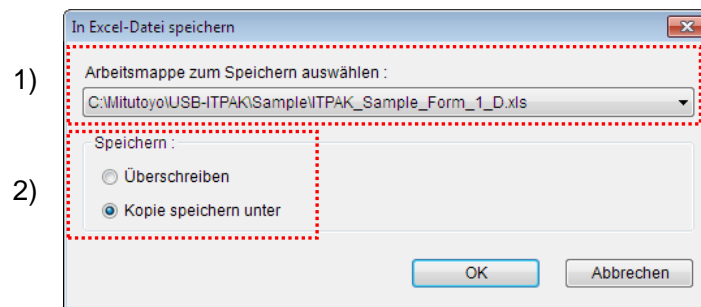 In Excel-Datei speichern
1)
Arbeitsmappe zum Speichern auswählen :
C:\Mitutoyo\USB-ITPAK\Sample\ITPAK_Sample_Form_1_D.xls
2)
Speichern :
Überschreiben
Kopie speichern unter
OK Abbrechen